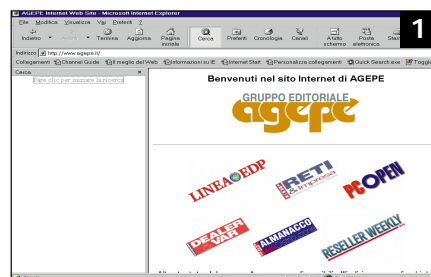 AGEPE Internet Web Site - Microsoft Internet Explorer
1
File Modifica Visualizza Vai Preferiti ?
Indietro Avanti Termina Aggiorna Pagina iniziale Cerca Preferiti Cronologia Canali A tutto schermo Posta elettronica
Indirizzo http://www.agepe.it/
Collegamenti Channel Guide Il meglio del Web Informazioni su IE Internet Start Personalizza collegamenti Quick Search.exe Toggle
Cerca
Fare clic per iniziare la ricerca
Benvenuti nel sito Internet di AGEPE
GRUPPO EDITORIALE
agepe
LINEA EDP
RETI & Impresa
PC OPEN
DEALER VAR
ALMANACCO
RESELLER WEEKLY